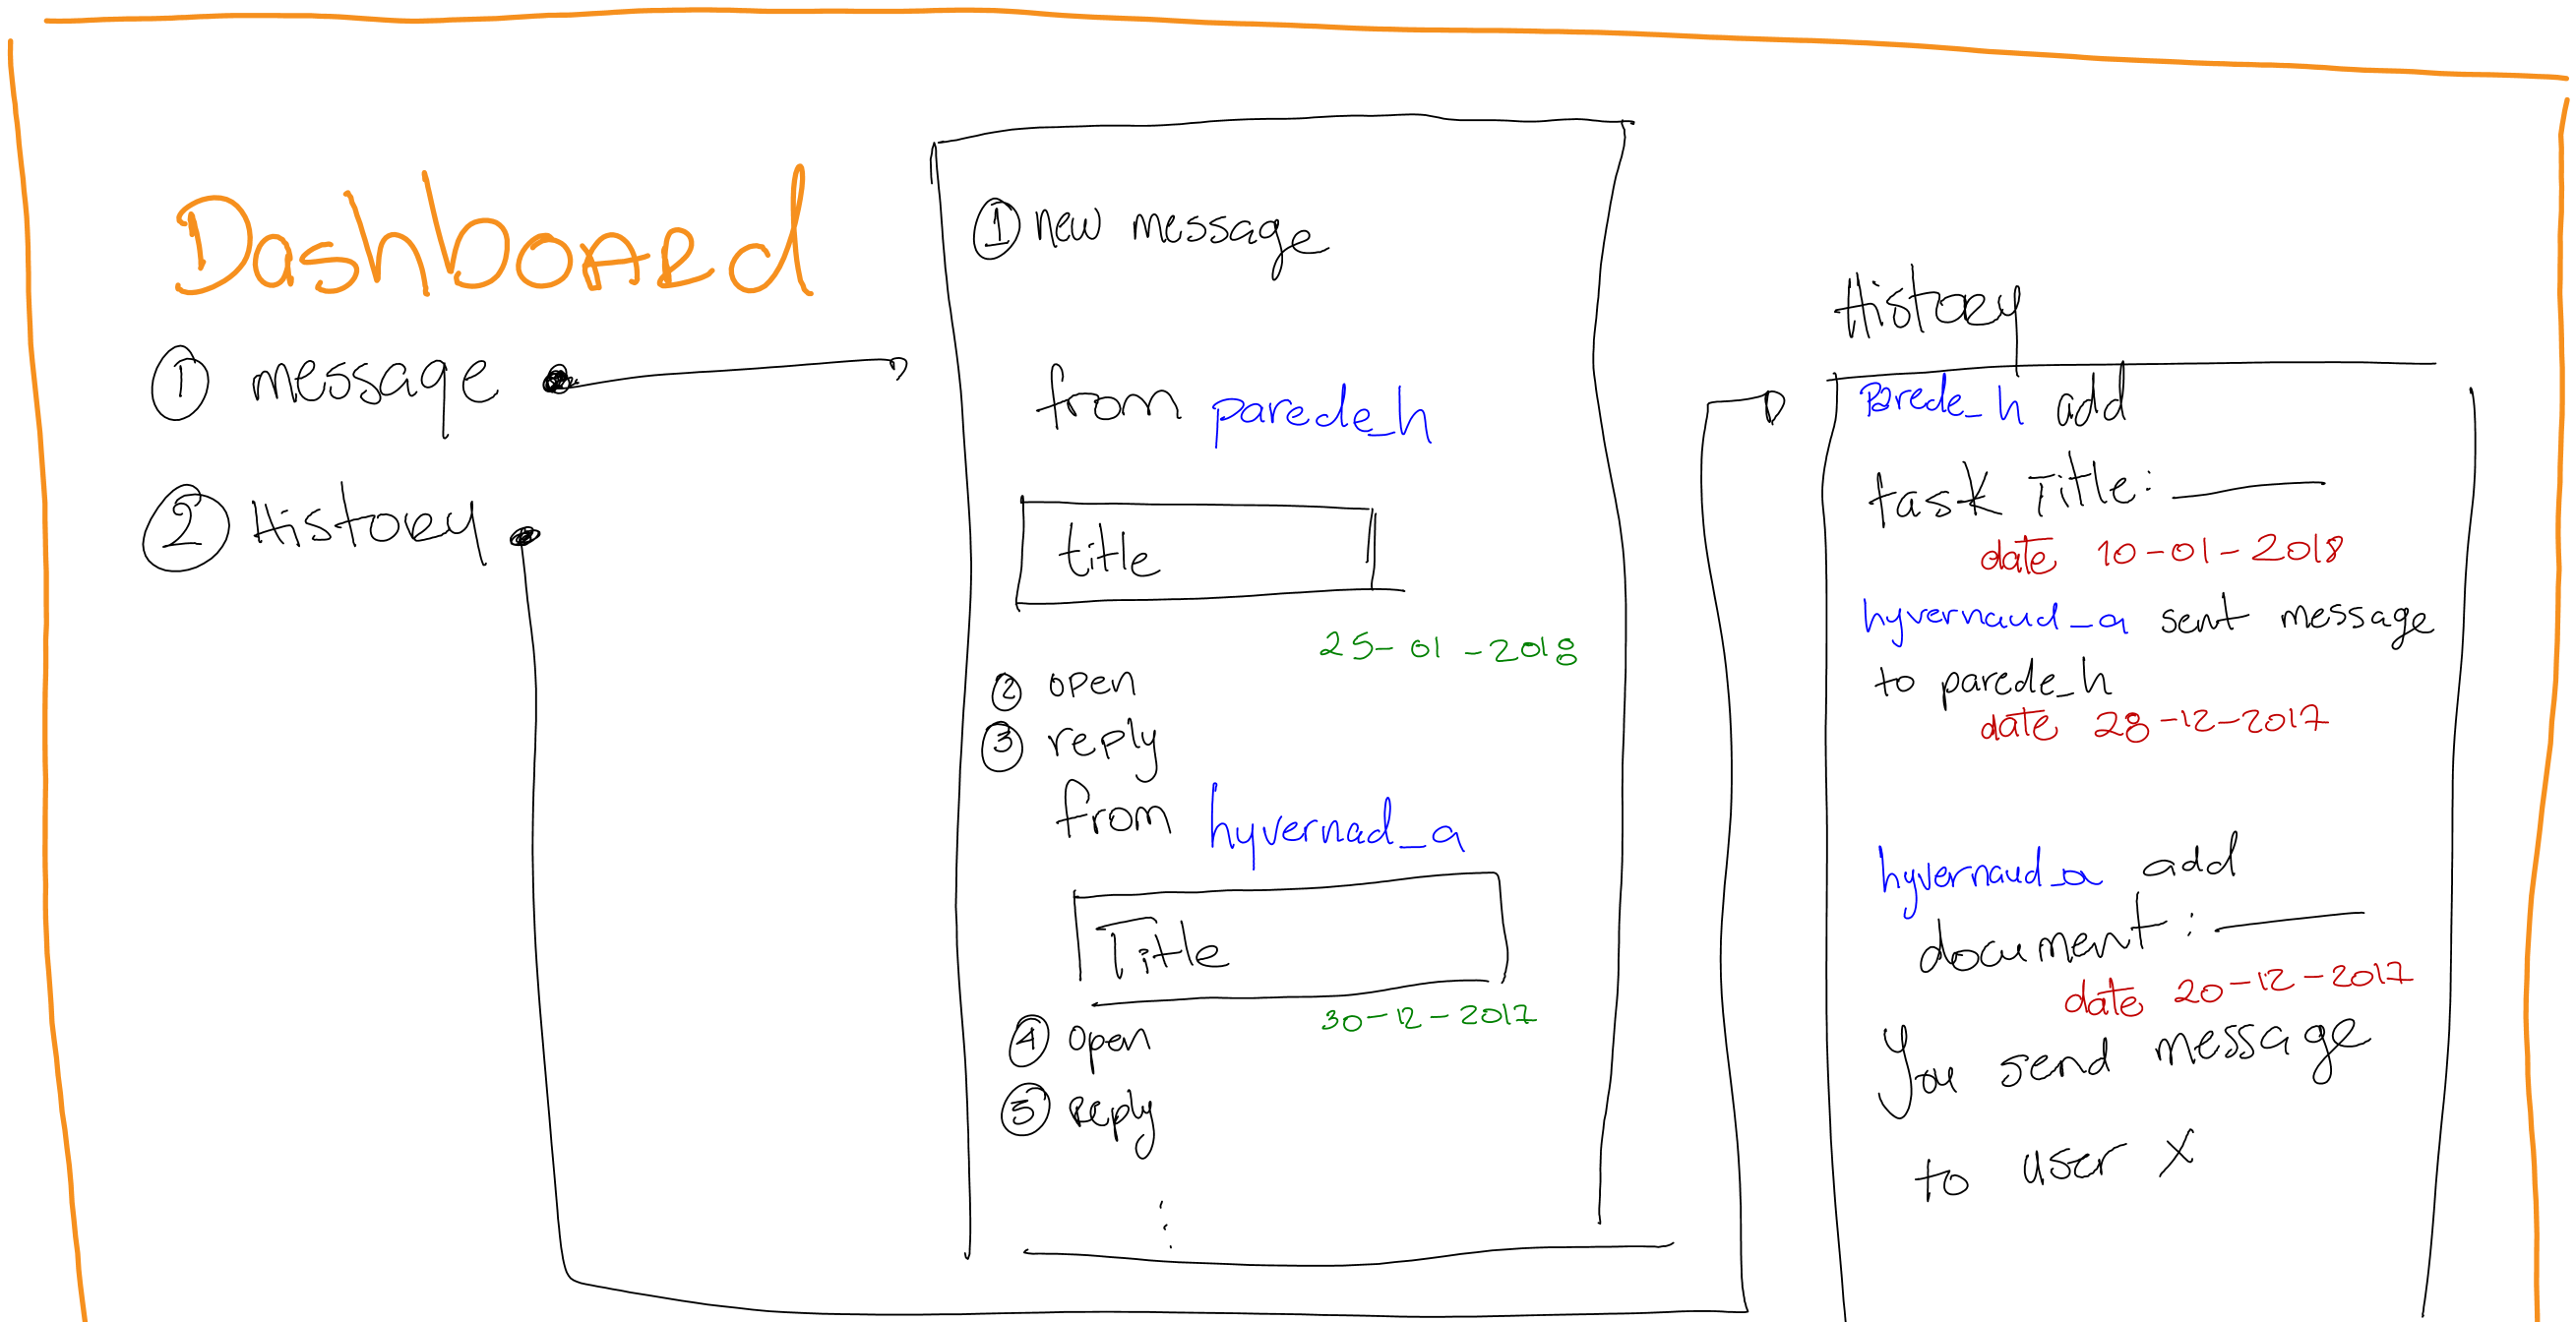 Dashboard
① message
② History
① new message
from parede_h
title
25-01-2018
② open
③ reply
from hyvernad_a
Title
30-12-2017
④ open
⑤ reply
⋮
History
Parede_h add
task Title: ____
date 10-01-2018
hyvernaud_a sent message
to parede_h
date 28-12-2017
hyvernaud_a add
document: ____
date 20-12-2017
You send message
to user x